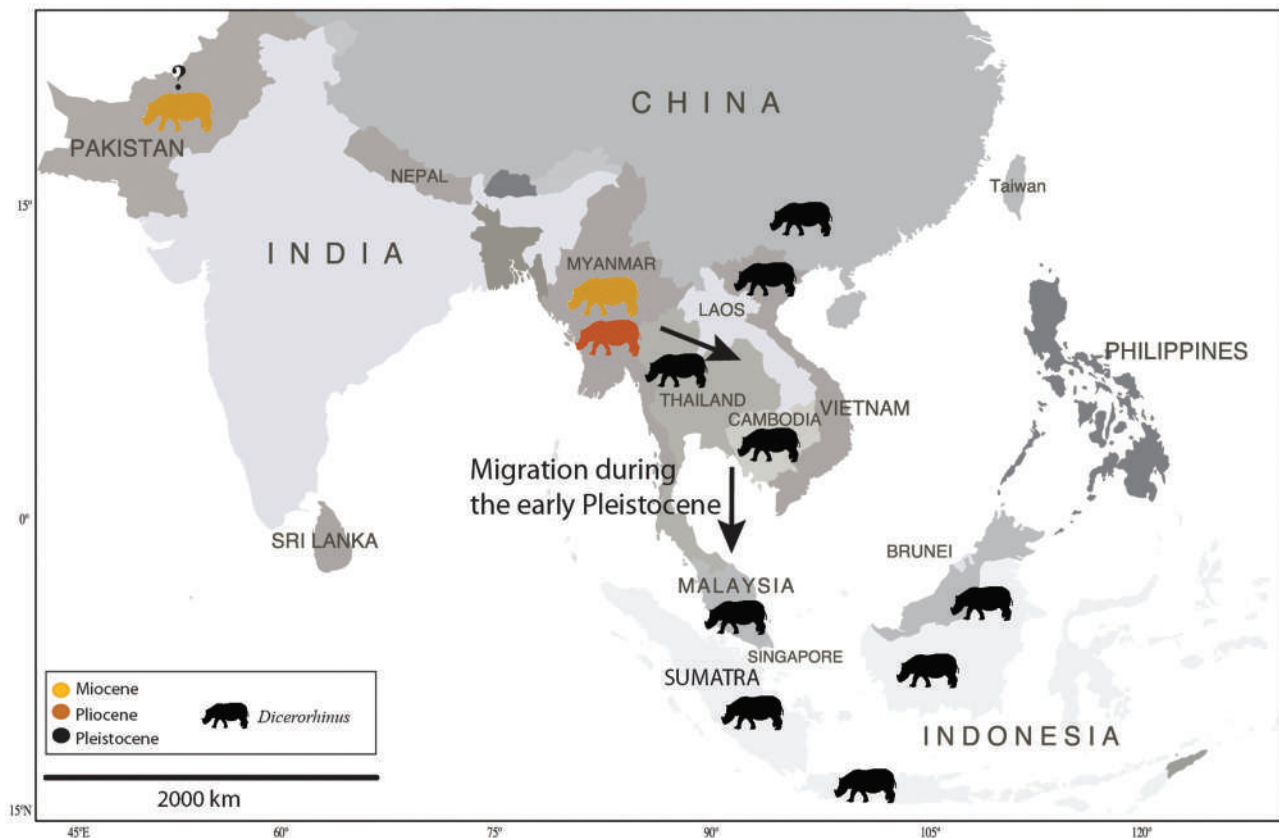 ?
CHINA
PAKISTAN
NEPAL
Taiwan
15°
INDIA
MYANMAR
LAOS
PHILIPPINES
THAILAND
CAMBODIA
VIETNAM
Migration during
the early Pleistocene
0°
SRI LANKA
BRUNEI
MALAYSIA
SINGAPORE
SUMATRA
INDONESIA
Miocene
Pliocene
Pleistocene
Dicerorhinus
2000 km
15°N
45°E
60°
75°
90°
105°
120°